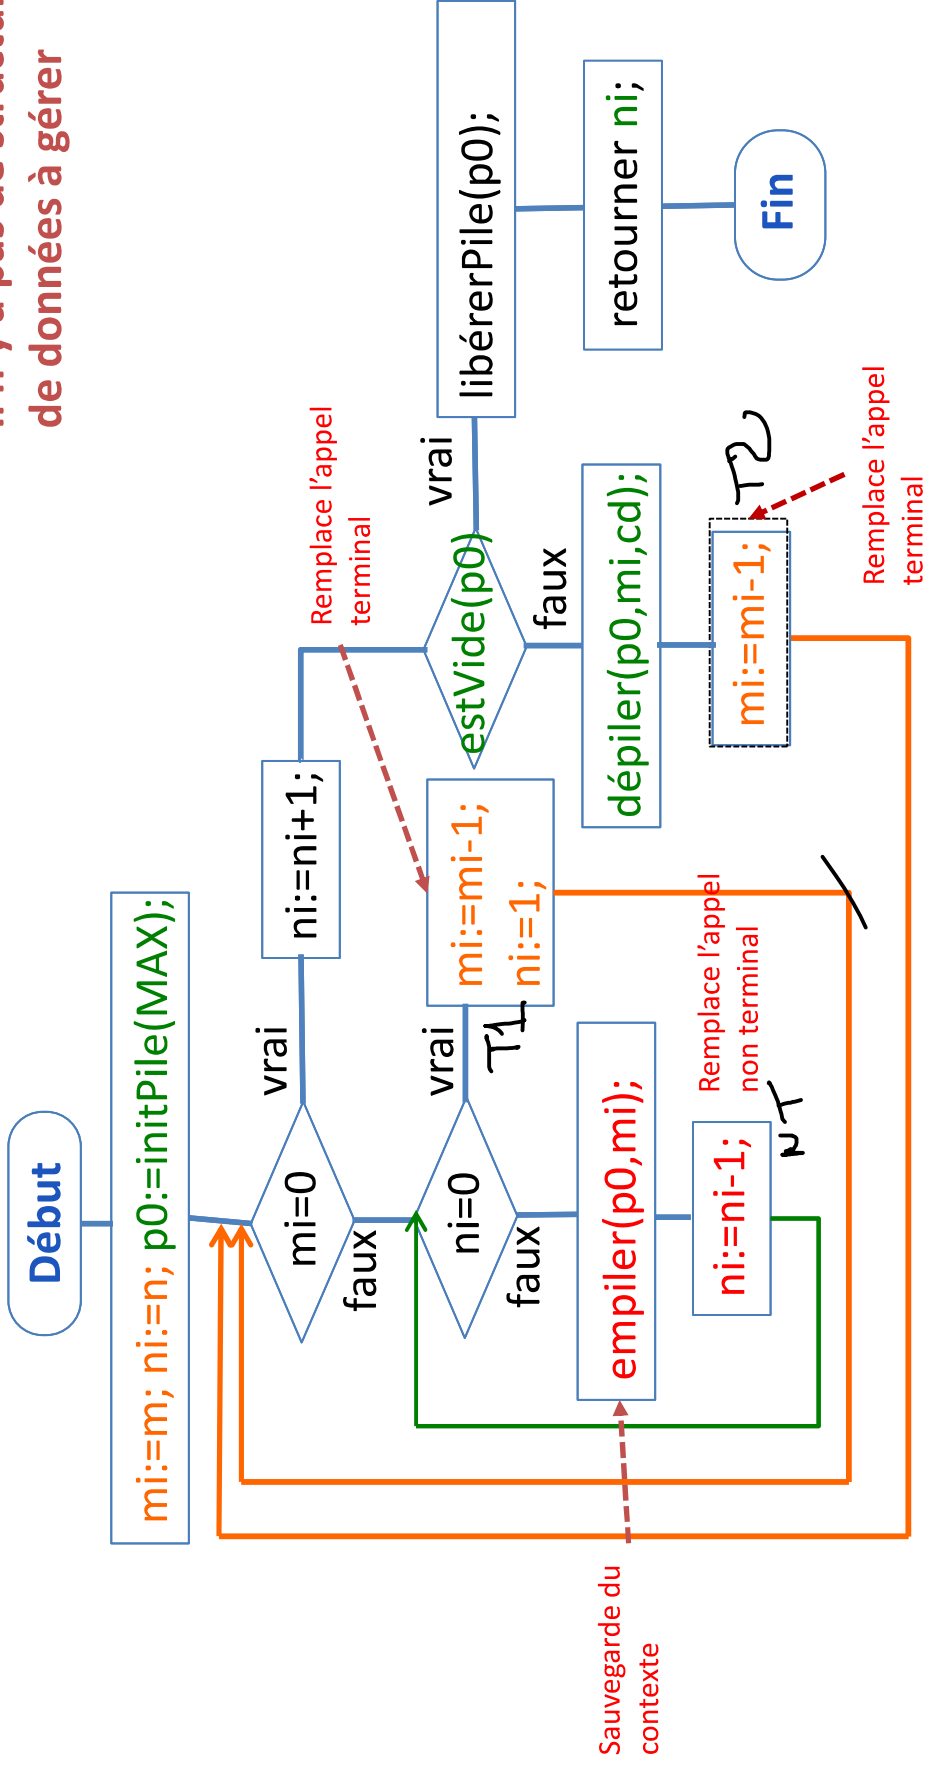 de données à gérer
Début
mi:=m; ni:=n; p0:=initPile(MAX);
mi=0
vrai
ni:=ni+1;
faux
ni=0
vrai
T1
mi:=mi-1;
ni:=1;
Remplace l'appel
terminal
estVide(p0)
vrai
libérerPile(p0);
retourner ni;
Fin
faux
dépiler(p0,mi,cd);
mi:=mi-1;
T2
Remplace l'appel
terminal
faux
empiler(p0,mi);
ni:=ni-1;
NT
Remplace l'appel
non terminal
Sauvegarde du
contexte